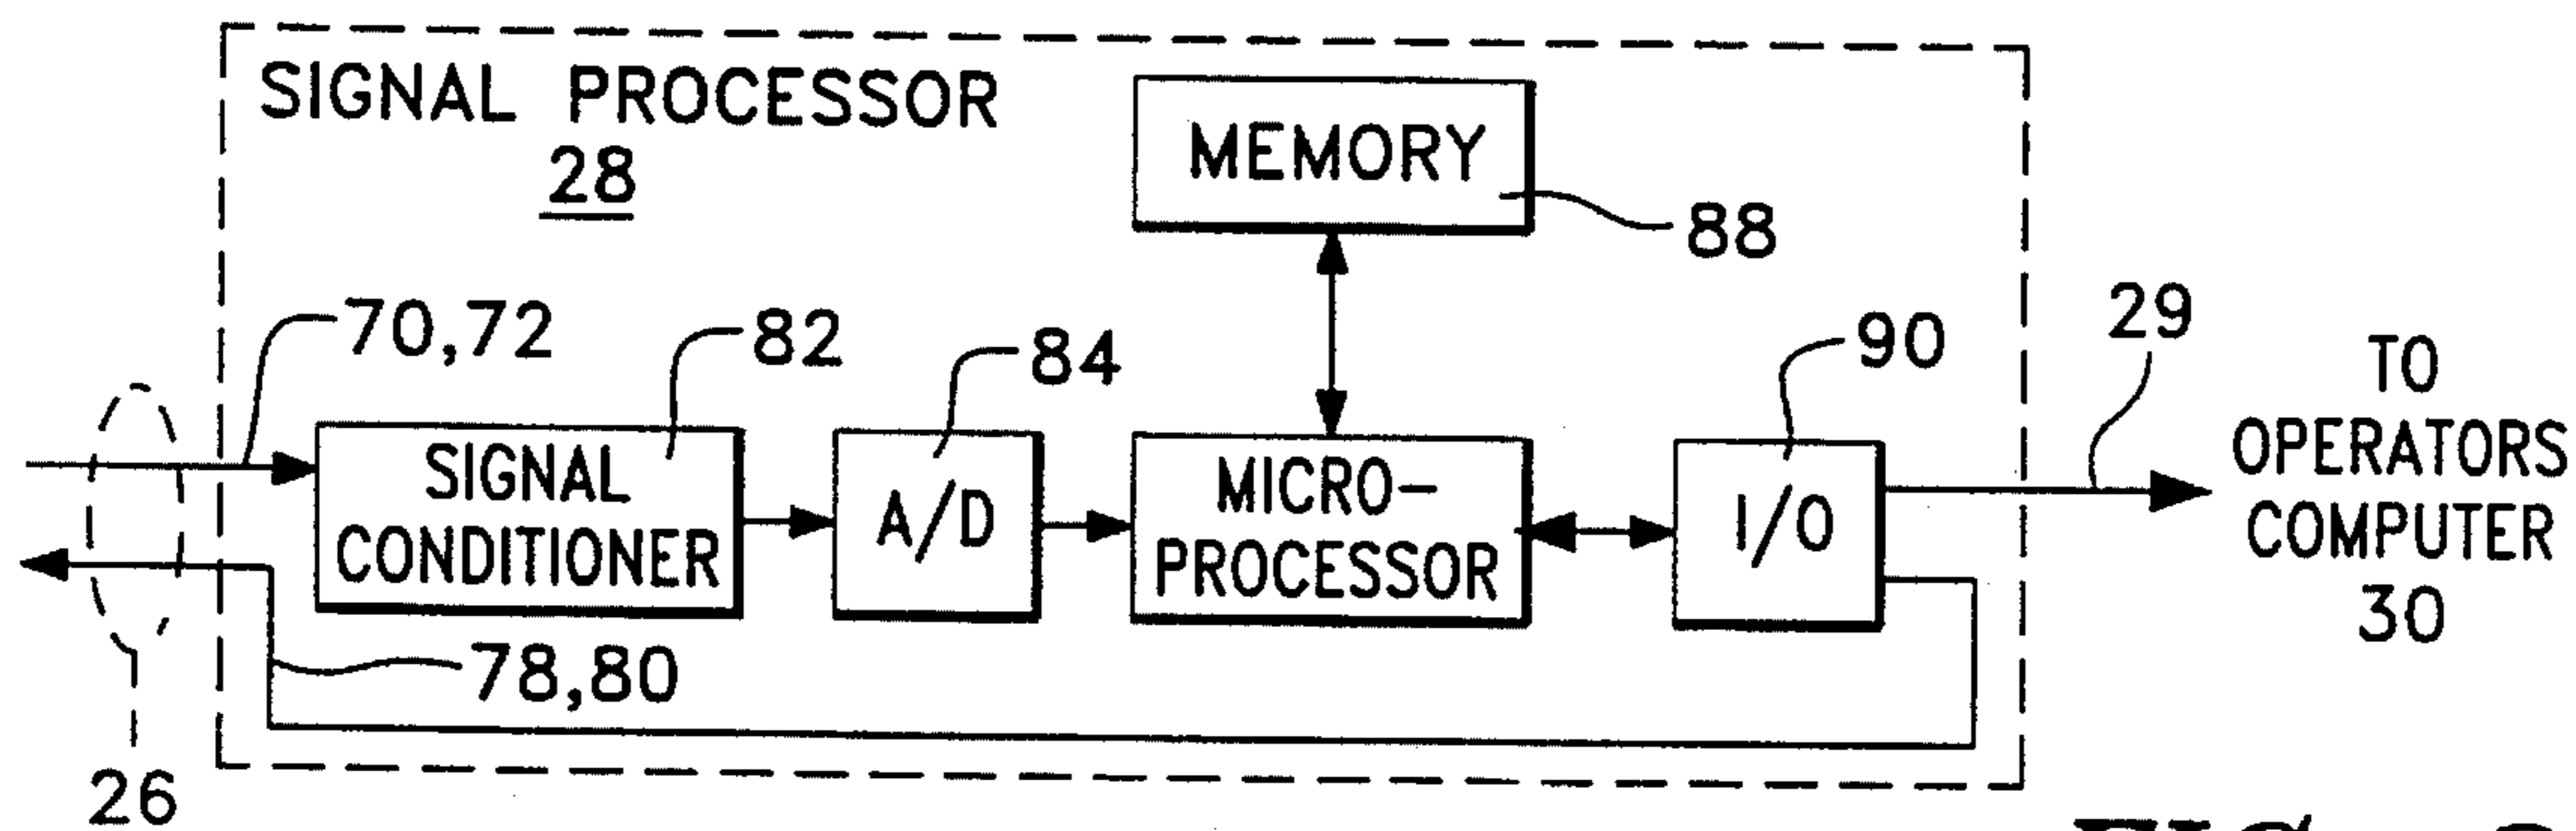 SIGNAL PROCESSOR
28
MEMORY
88
70,72
82
84
90
29
TO
OPERATORS
COMPUTER
30
SIGNAL
CONDITIONER
A/D
MICRO-
PROCESSOR
I/O
78,80
26